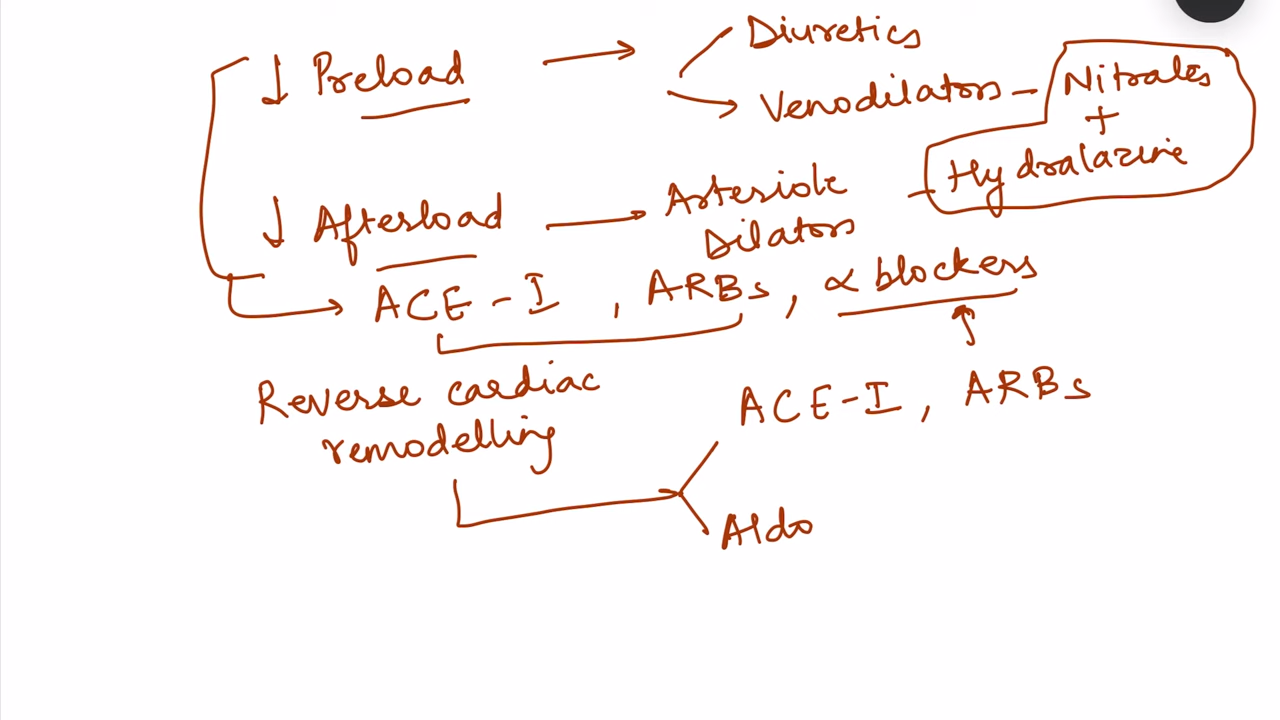 ↓ Preload → Diuretics
Venodilators - Nitrates
+
Hydralazine
↓ Afterload → Arteriole
Dilators
→ ACE-I, ARBs, α blockers
Reverse cardiac
remodelling
ACE-I, ARBs
Aldo